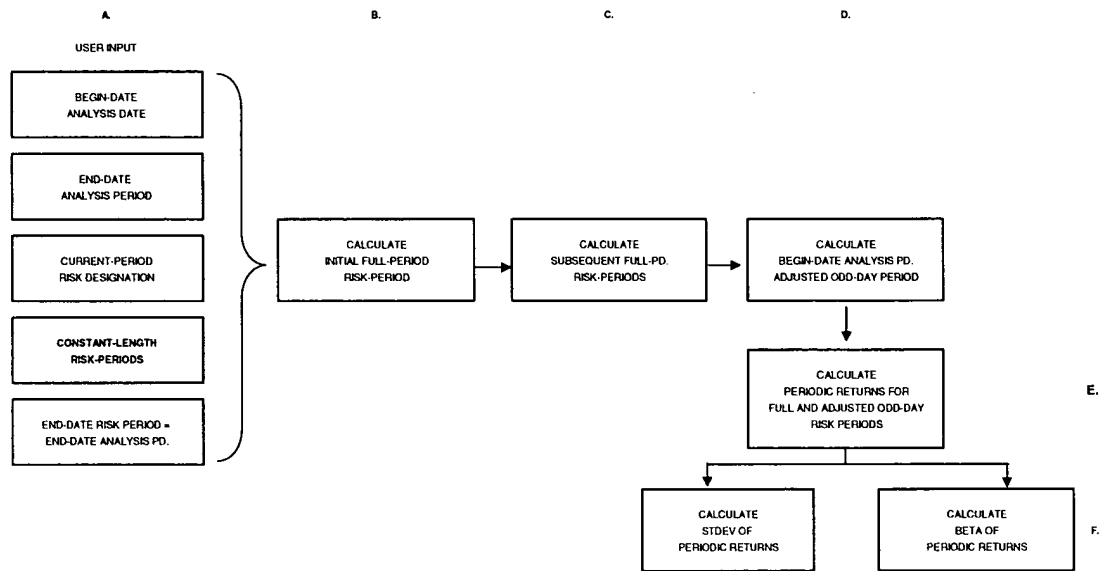 A.
B.
C.
D.
USER INPUT
BEGIN-DATE
ANALYSIS DATE
END-DATE
ANALYSIS PERIOD
CURRENT-PERIOD
RISK DESIGNATION
CONSTANT-LENGTH
RISK-PERIODS
END-DATE RISK PERIOD =
END-DATE ANALYSIS PD.
CALCULATE
INITIAL FULL-PERIOD
RISK-PERIOD
CALCULATE
SUBSEQUENT FULL-PD.
RISK-PERIODS
CALCULATE
BEGIN-DATE ANALYSIS PD.
ADJUSTED ODD-DAY PERIOD
CALCULATE
PERIODIC RETURNS FOR
FULL AND ADJUSTED ODD-DAY
RISK PERIODS
E.
CALCULATE
STDEV OF
PERIODIC RETURNS
CALCULATE
BETA OF
PERIODIC RETURNS
F.